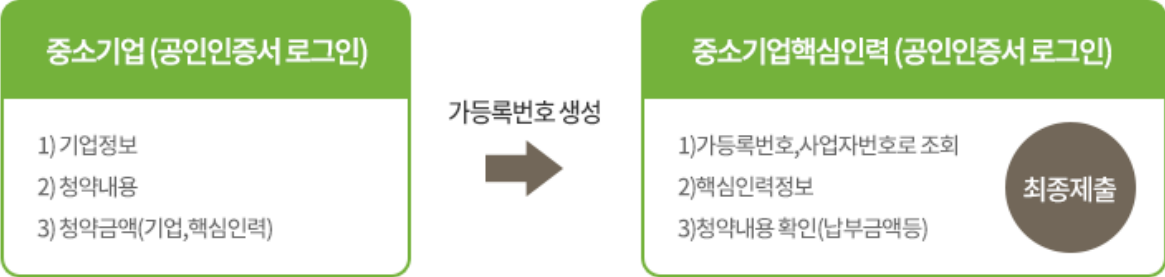 중소기업 (공인인증서 로그인)
1) 기업정보
2) 청약내용
3) 청약금액(기업,핵심인력)
가등록번호 생성
중소기업핵심인력 (공인인증서 로그인)
1)가등록번호,사업자번호로 조회
2)핵심인력정보
3)청약내용 확인(납부금액등)
최종제출